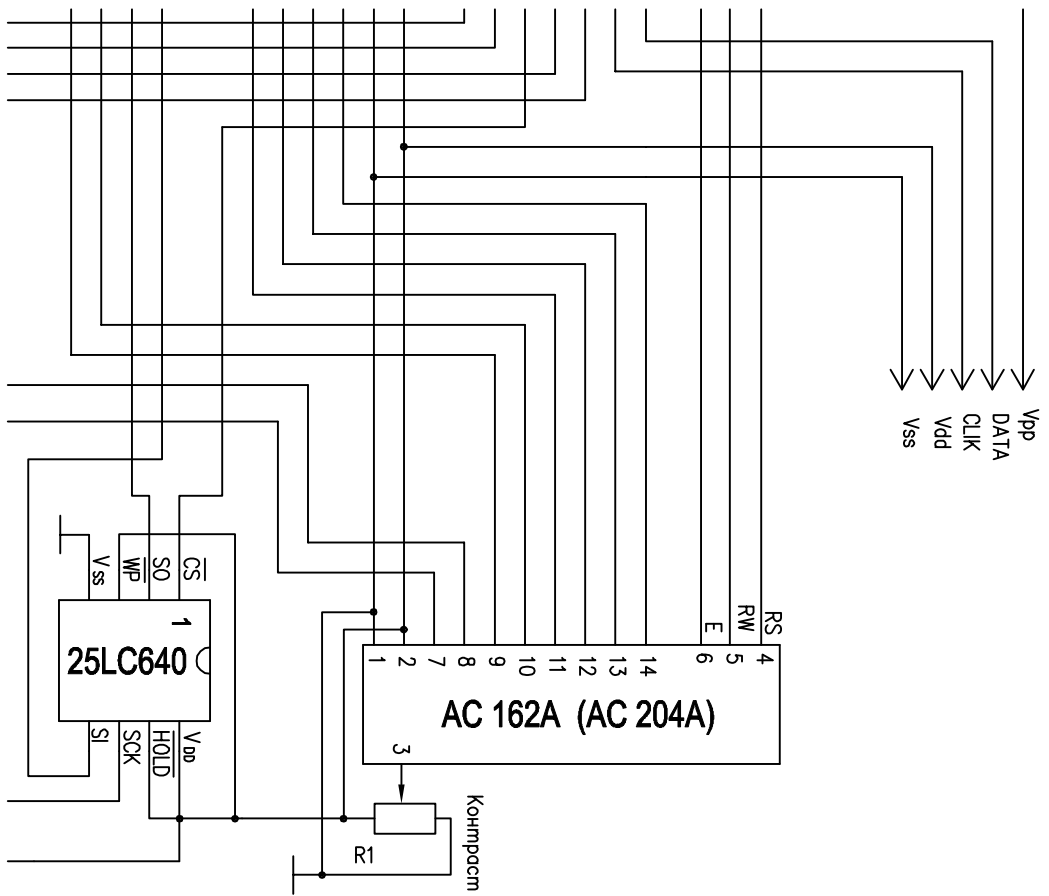 Vpp
DATA
CLIK
Vdd
Vss
RS
RW
E
1 2 7 8 9 10 11 12 13 14 6 5 4
AC 162A (AC 204A)
3
Vss
WP
SO
CS
1
25LC640
SI
SCK
HOLD
VDD
R1
Контраст